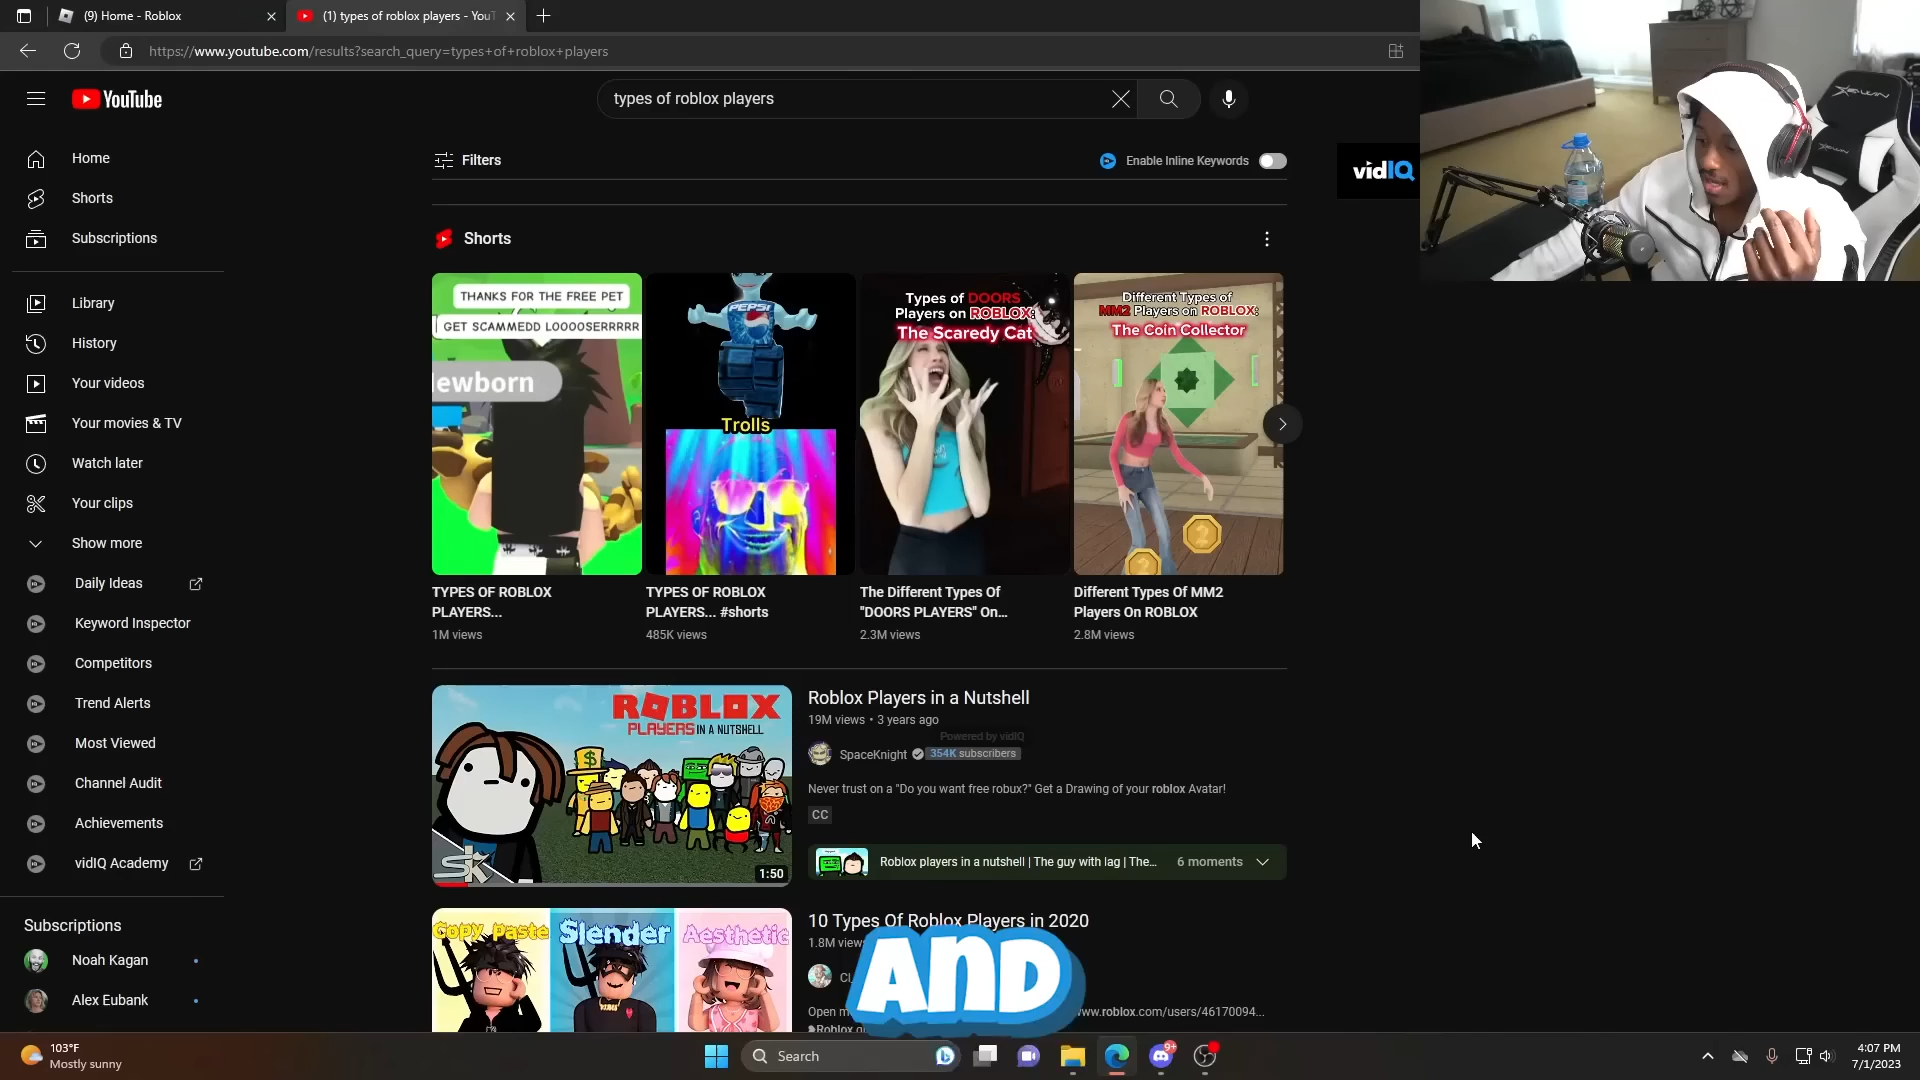 (9) Home - Roblox
(1) types of roblox players - YouT
https://www.youtube.com/results?search_query=types+of+roblox+players
YouTube
types of roblox players
Home
Shorts
Subscriptions
Library
History
Your videos
Your movies & TV
Watch later
Your clips
Show more
Daily Ideas
Keyword Inspector
Competitors
Trend Alerts
Most Viewed
Channel Audit
Achievements
vidIQ Academy
Subscriptions
Noah Kagan
Alex Eubank
Filters
Enable Inline Keywords
vidIQ
Shorts
THANKS FOR THE FREE PET
GET SCAMMEDD LOOOOSERRRRR
ewborn
TYPES OF ROBLOX
PLAYERS...
1M views
PEPSI
Trolls
TYPES OF ROBLOX
PLAYERS... #shorts
485K views
Types of DOORS
Players on ROBLOX:
The Scaredy Cat
The Different Types Of
"DOORS PLAYERS" On...
2.3M views
Different Types of
MM2 Players on ROBLOX:
The Coin Collector
2
2
Different Types Of MM2
Players On ROBLOX
2.8M views
ROBLOX
PLAYERS IN A NUTSHELL
$
SK
1:50
Roblox Players in a Nutshell
19M views • 3 years ago
Powered by vidIQ
SpaceKnight
354K subscribers
Never trust on a "Do you want free robux?" Get a Drawing of your roblox Avatar!
CC
Roblox players in a nutshell | The guy with lag | The...
6 moments
Copy Paste
Slender
Aesthetic
10 Types Of Roblox Players in 2020
1.8M view
AND
Open m
ww.roblox.com/users/46170094...
103°F
Mostly sunny
Search
9+
4:07 PM
7/1/2023